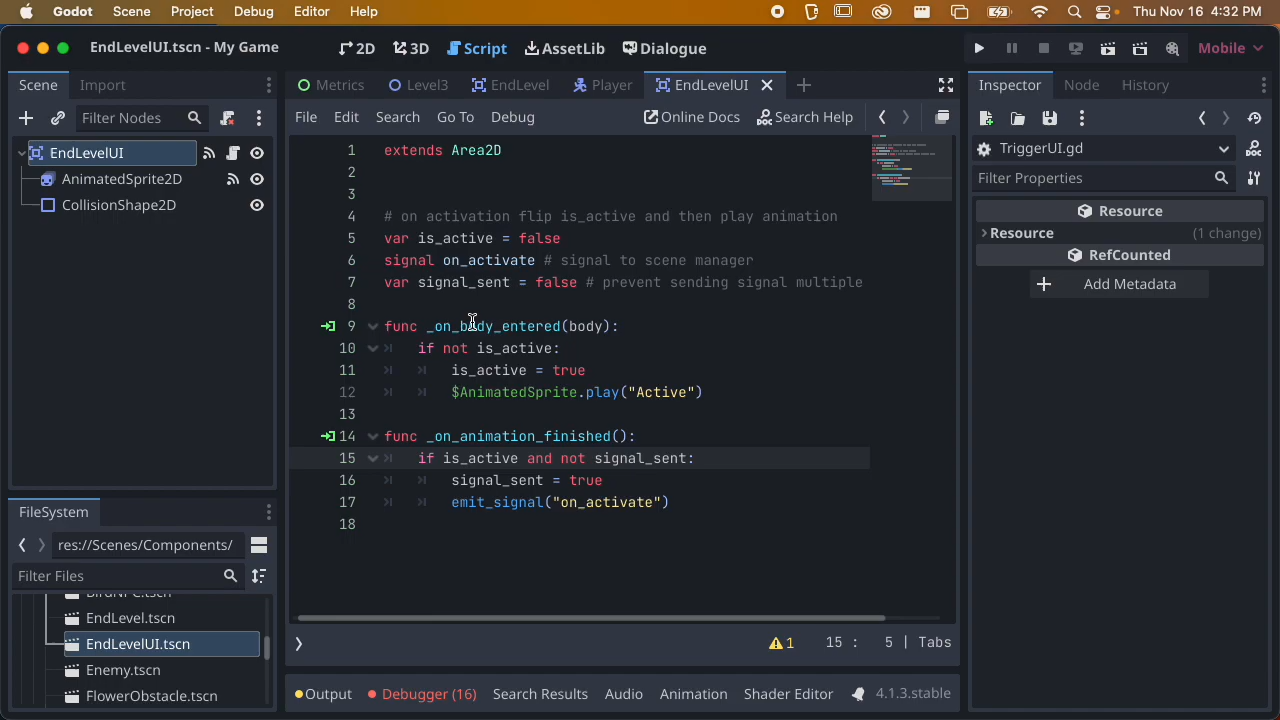 Godot Scene Project Debug Editor Help Thu Nov 16 4:32 PM
EndLevelUI.tscn - My Game 2D 3D Script AssetLib Dialogue Mobile
Scene Import
Filter Nodes
EndLevelUI
AnimatedSprite2D
CollisionShape2D
FileSystem
res://Scenes/Components/
Filter Files
EndLevel.tscn
EndLevelUI.tscn
Enemy.tscn
FlowerObstacle.tscn
Metrics Level3 EndLevel Player EndLevelUI
File Edit Search Go To Debug Online Docs Search Help
1 extends Area2D
2
3
4 # on activation flip is_active and then play animation
5 var is_active = false
6 signal on_activate # signal to scene manager
7 var signal_sent = false # prevent sending signal multiple
8
9 func _on_body_entered(body):
10 if not is_active:
11 is_active = true
12 $AnimatedSprite.play("Active")
13
14 func _on_animation_finished():
15 if is_active and not signal_sent:
16 signal_sent = true
17 emit_signal("on_activate")
18
1 15 : 5 | Tabs
Output Debugger (16) Search Results Audio Animation Shader Editor 4.1.3.stable
Inspector Node History
TriggerUI.gd
Filter Properties
Resource
Resource (1 change)
RefCounted
Add Metadata